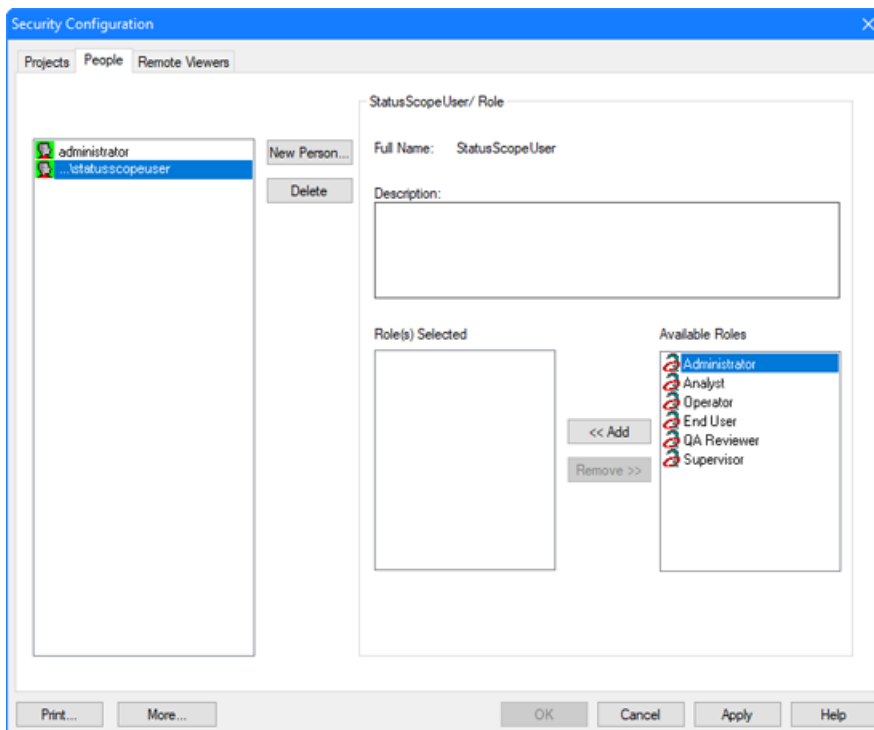 Security Configuration
Projects People Remote Viewers
administrator
...\statusscopeuser
New Person...
Delete
StatusScopeUser/ Role
Full Name: StatusScopeUser
Description:
Role(s) Selected
<< Add
Remove >>
Available Roles
Administrator
Analyst
Operator
End User
QA Reviewer
Supervisor
Print... More... OK Cancel Apply Help